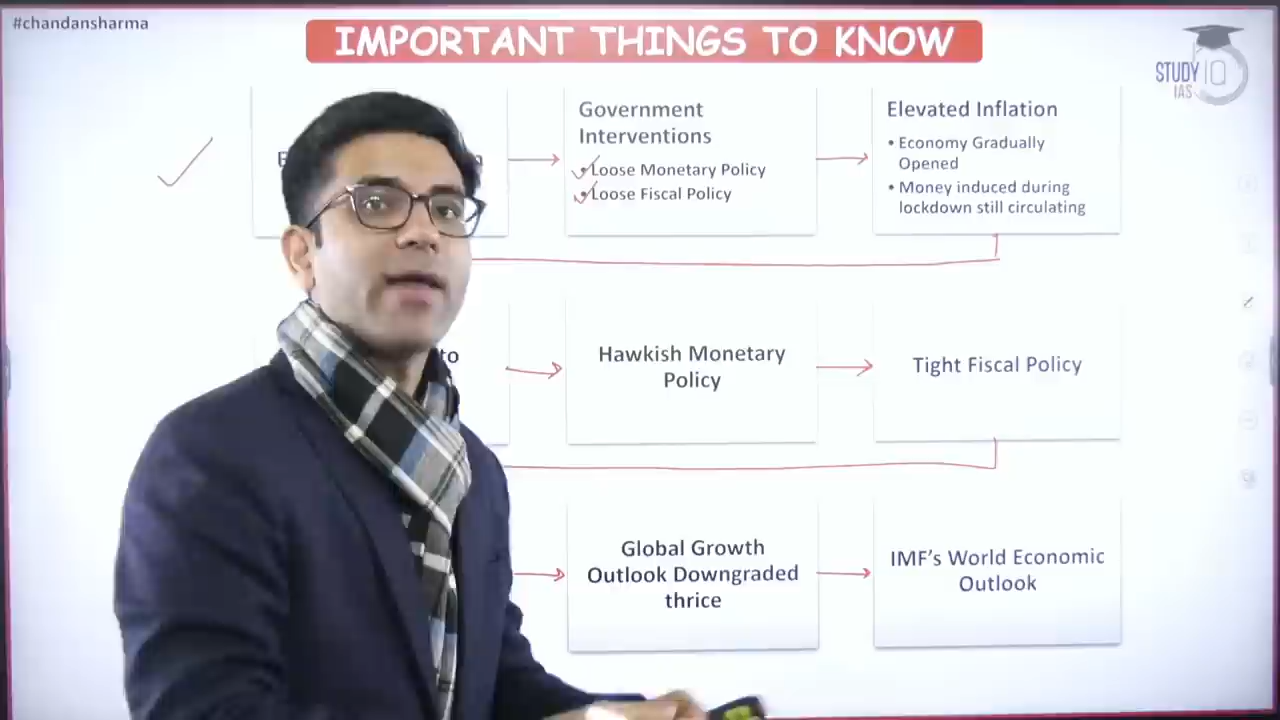 #chandansharma
IMPORTANT THINGS TO KNOW
STUDY IQ
IAS
Government
Interventions
• Loose Monetary Policy
• Loose Fiscal Policy
Elevated Inflation
• Economy Gradually
Opened
• Money induced during
lockdown still circulating
to
Hawkish Monetary
Policy
Tight Fiscal Policy
Global Growth
Outlook Downgraded
thrice
IMF's World Economic
Outlook